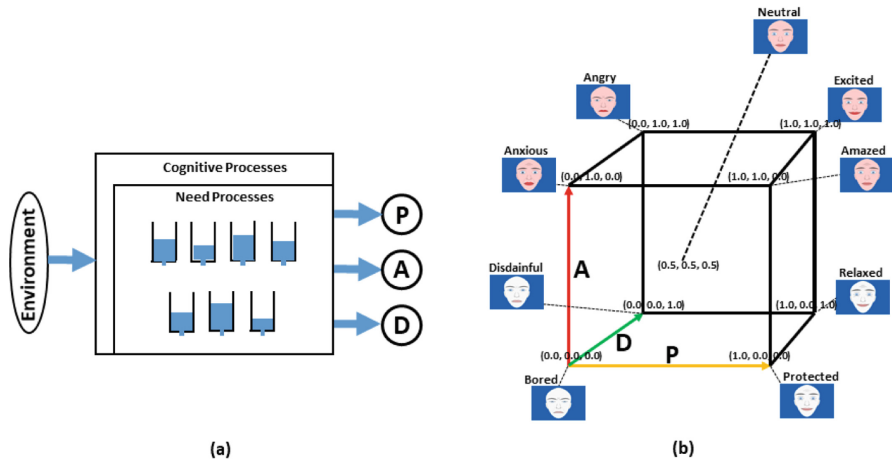 Cognitive Processes
Need Processes
Environment
P
A
D
(a)
Neutral
Angry
Excited
(0.0, 1.0, 1.0)
(1.0, 1.0, 1.0)
Anxious
Amazed
(0.0, 1.0, 0.0)
(1.0, 1.0, 0.0)
A
(0.5, 0.5, 0.5)
Disdainful
Relaxed
(0.0, 0.0, 1.0)
(1.0, 0.0, 1.0)
D
P
(0.0, 0.0, 0.0)
(1.0, 0.0, 0.0)
Bored
Protected
(b)